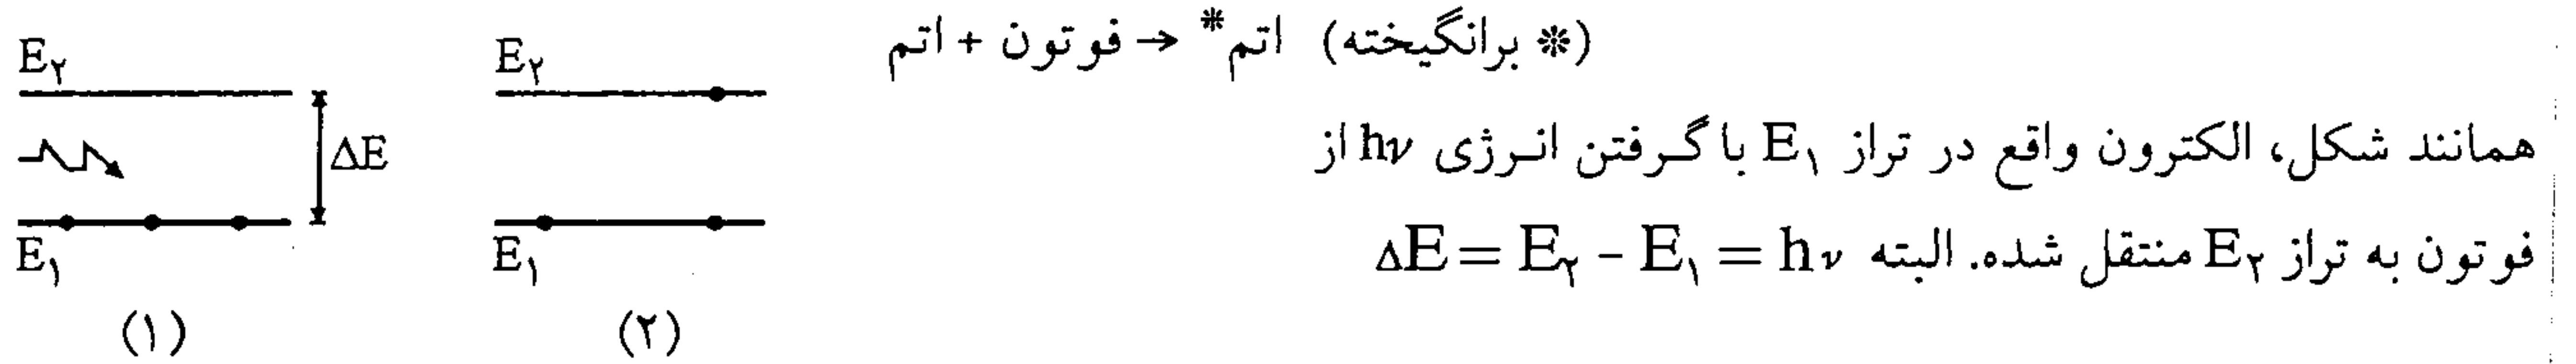 اتم + فوتون → اتم* (* برانگیخته)
همانند شکل، الکترون واقع در تراز E۱ با گرفتن انرژی hν از
فوتون به تراز E۲ منتقل شده. البته ΔE = E۲ - E۱ = hν
E۲
ΔE
E۱
(۱)
E۲
E۱
(۲)